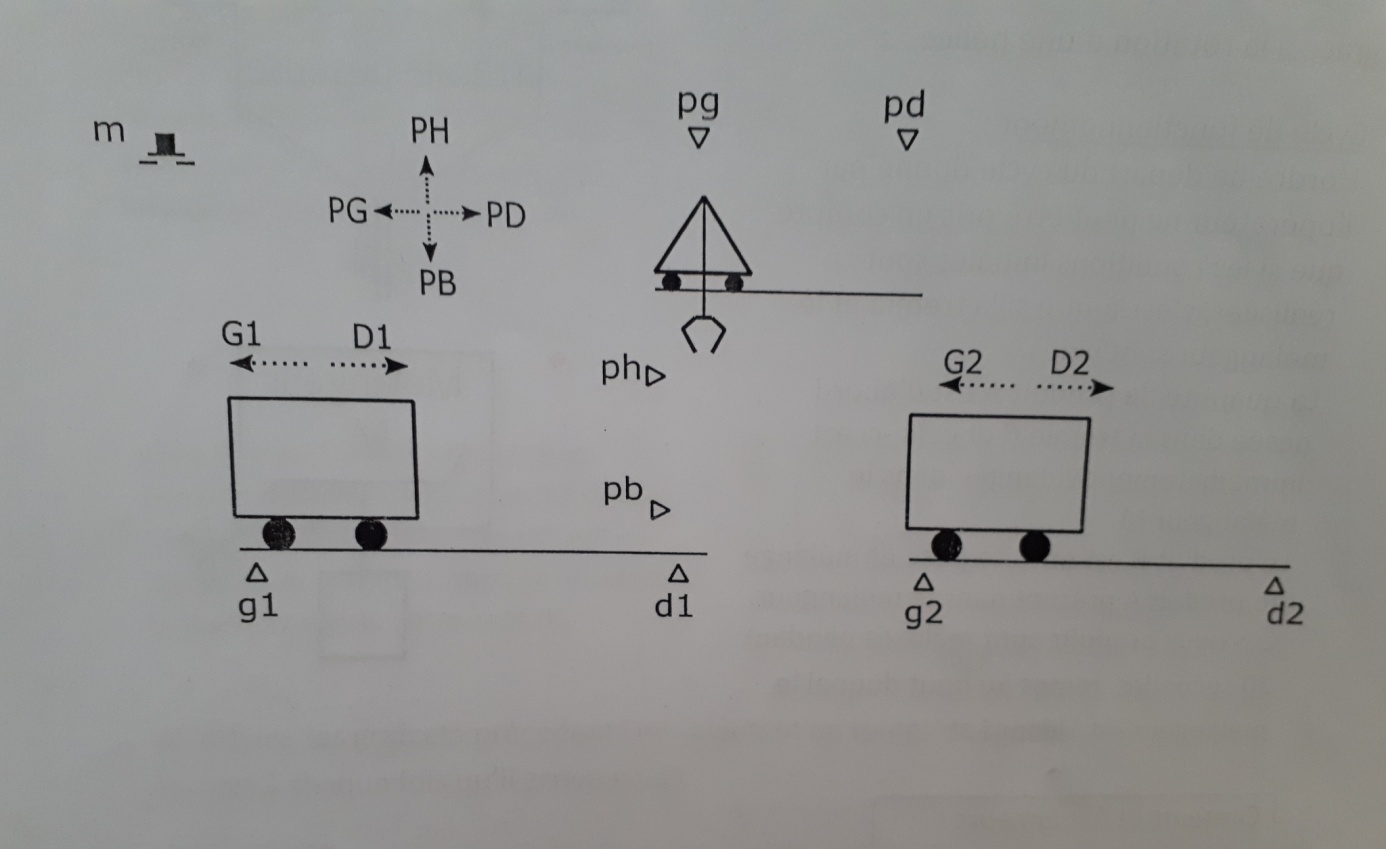 pg pd
m PH
PG PD
PB
G1 D1
G2 D2
ph
pb
g1 d1 g2 d2